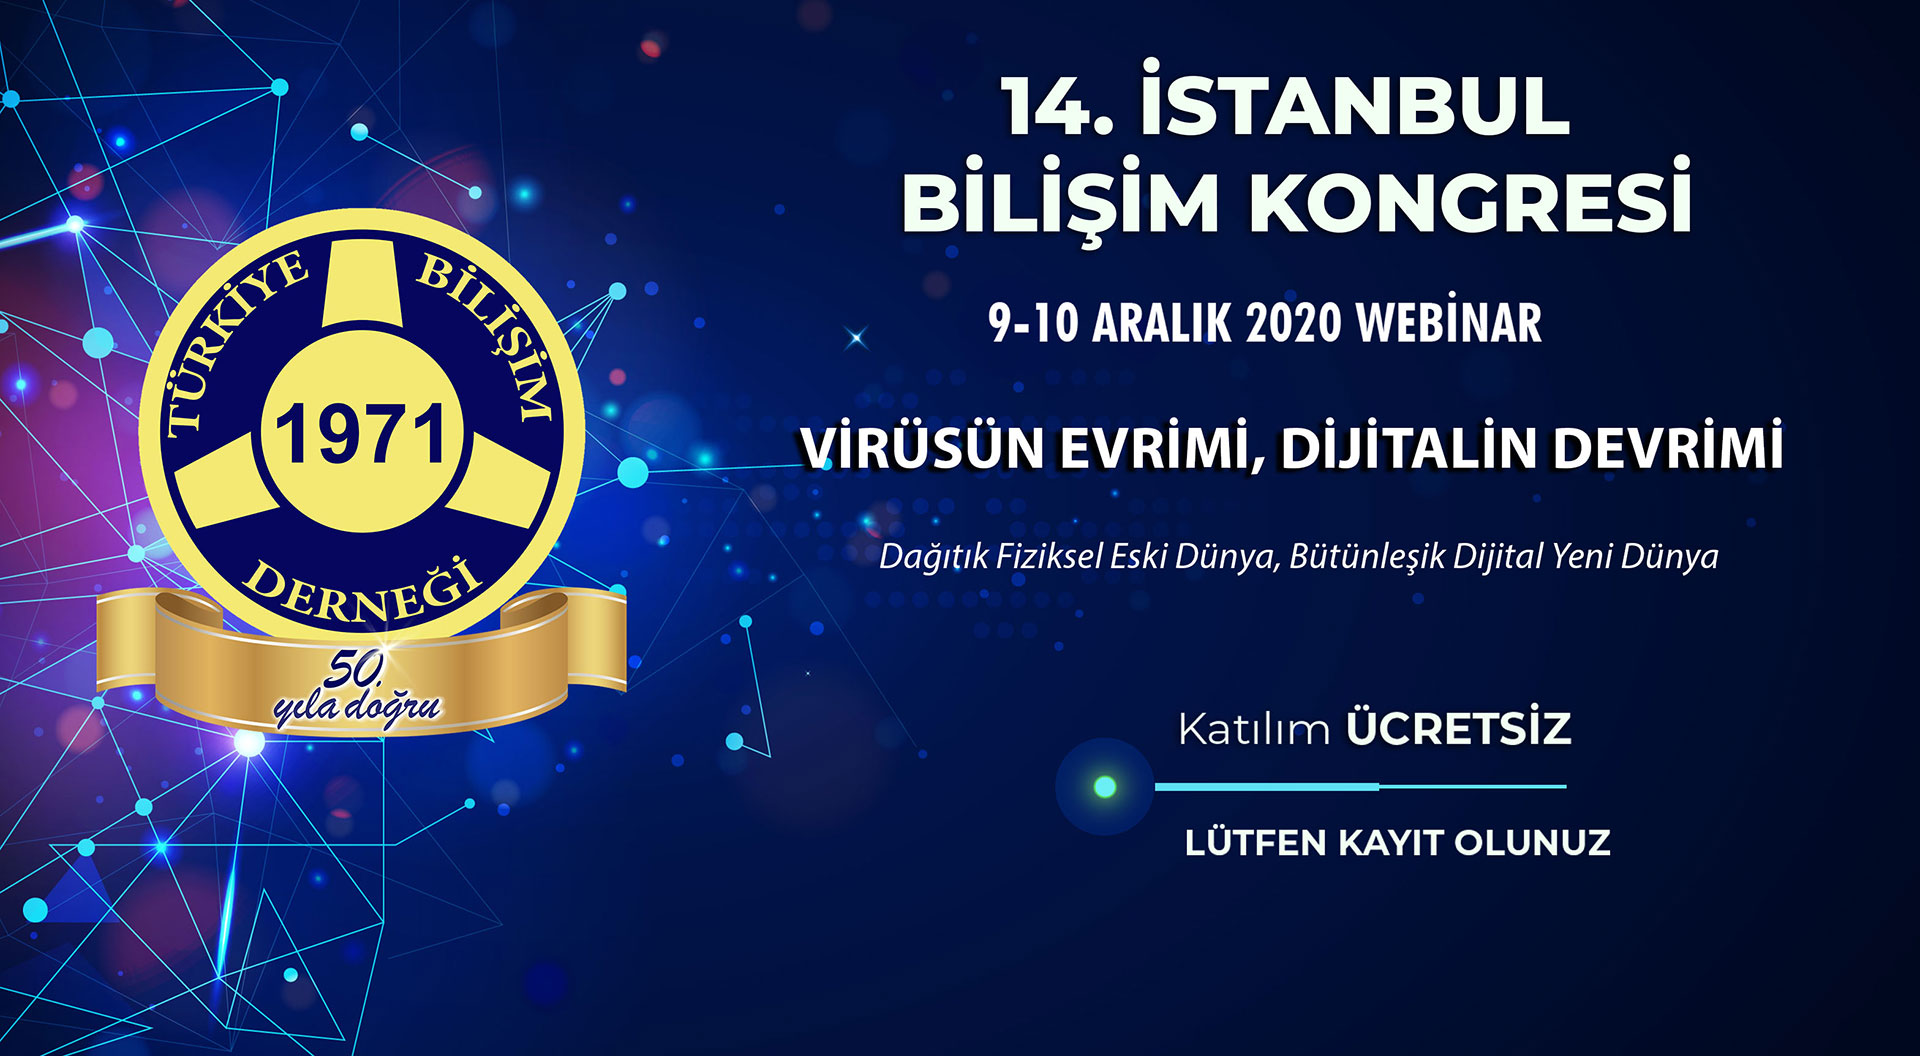 TÜRKİYE BİLİŞİM
1971
DERNEĞİ
50.
yıla doğru
14. İSTANBUL
BİLİŞİM KONGRESİ
9-10 ARALIK 2020 WEBİNAR
VİRÜSÜN EVRİMİ, DİJİTALİN DEVRİMİ
Dağıtık Fiziksel Eski Dünya, Bütünleşik Dijital Yeni Dünya
Katılım ÜCRETSİZ
LÜTFEN KAYIT OLUNUZ